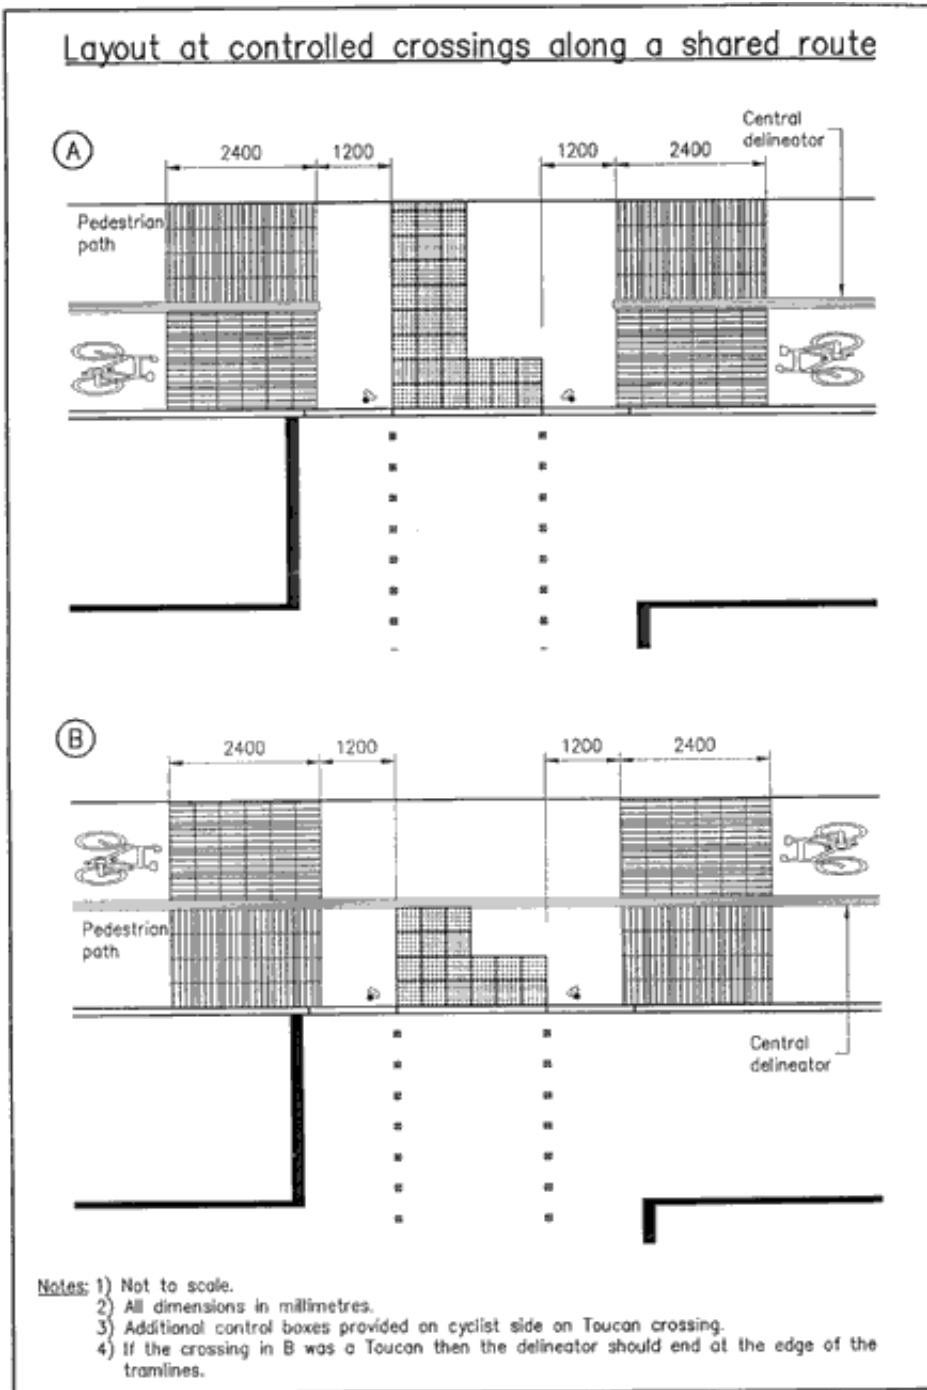 Layout at controlled crossings along a shared route
A
2400
1200
1200
2400
Central
delineator
Pedestrian
path
B
2400
1200
1200
2400
Pedestrian
path
Central
delineator
Notes: 1) Not to scale.
2) All dimensions in millimetres.
3) Additional control boxes provided on cyclist side on Toucan crossing.
4) If the crossing in B was a Toucan then the delineator should end at the edge of the
tramlines.